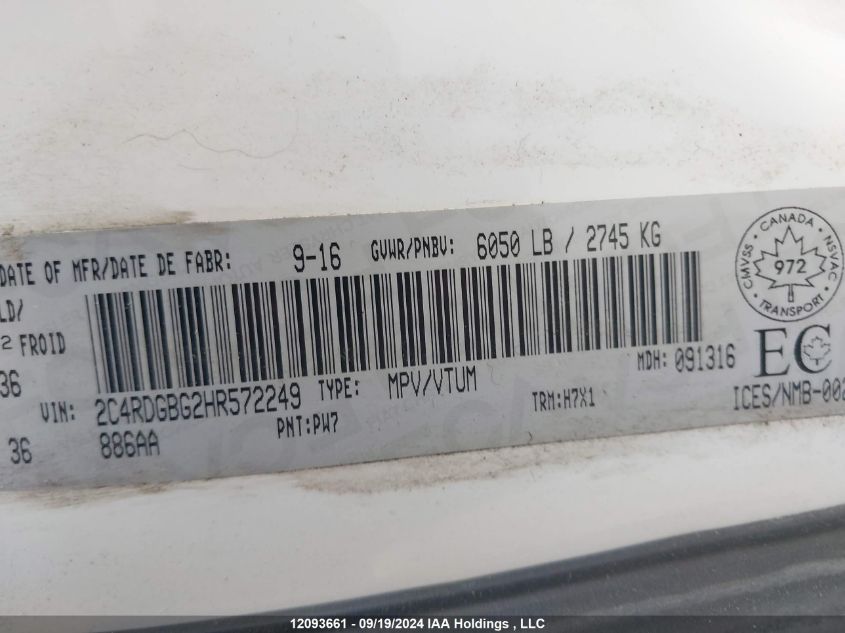 DATE OF MFR/DATE DE FABR: 9-16 GVWR/PNBV: 6050 LB / 2745 KG
LD/
2 FROID
36
VIN: 2C4RDGBG2HR572249 TYPE: MPV/VTUM MDH: 091316
36 886AA PNT:PW7 TRM:H7X1
CANADA
CMVSS
NSVAC
972
TRANSPORT
EC
ICES/NMB-002
12093661 - 09/19/2024 IAA Holdings , LLC